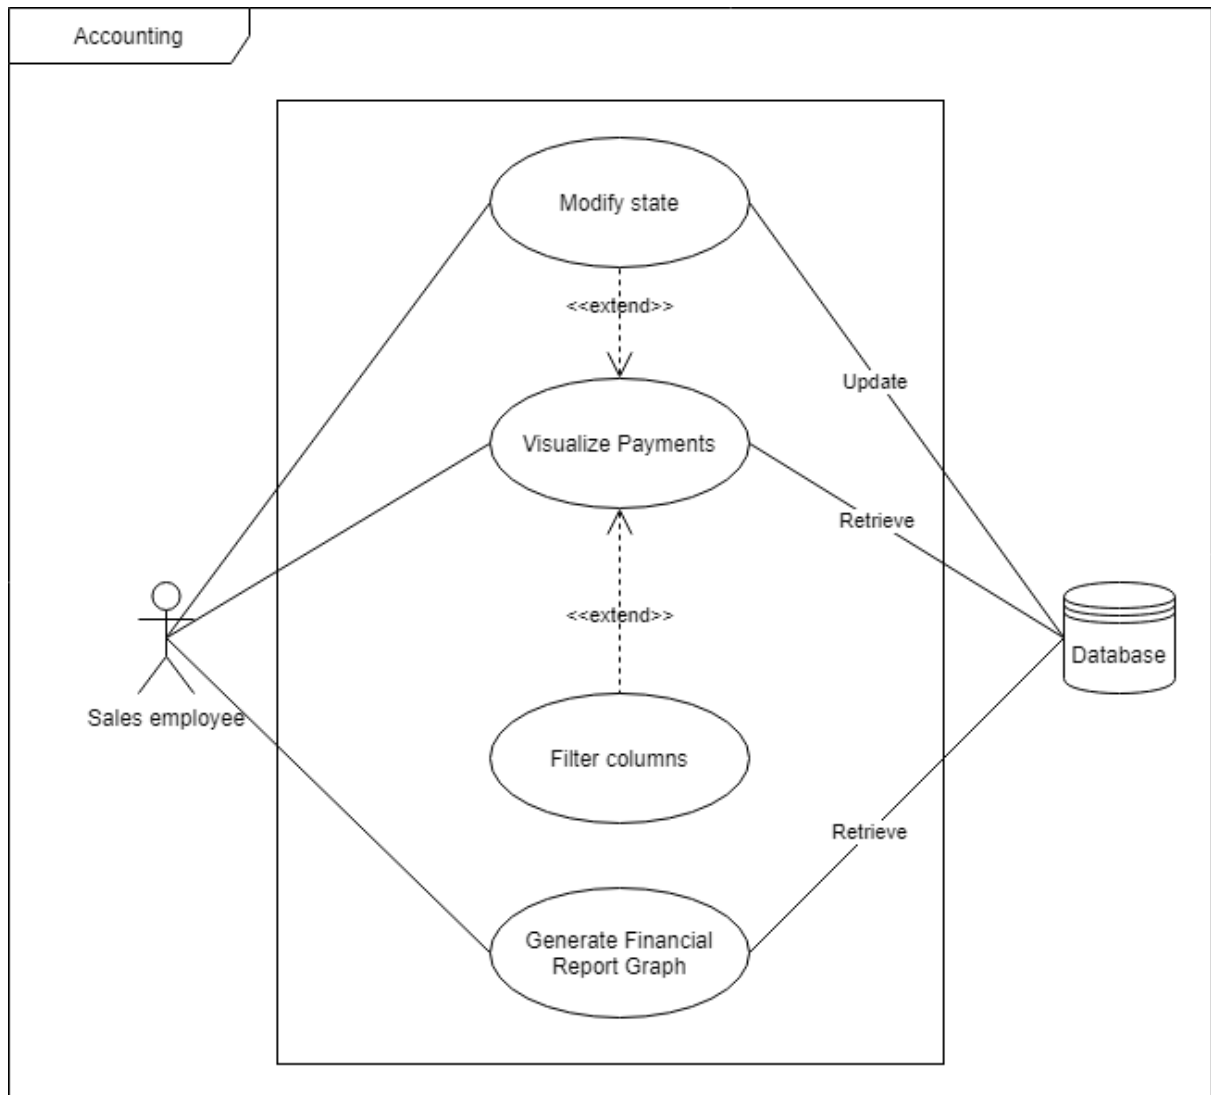 Accounting
Modify state
<<extend>>
Update
Visualize Payments
Retrieve
<<extend>>
Database
Sales employee
Filter columns
Retrieve
Generate Financial
Report Graph